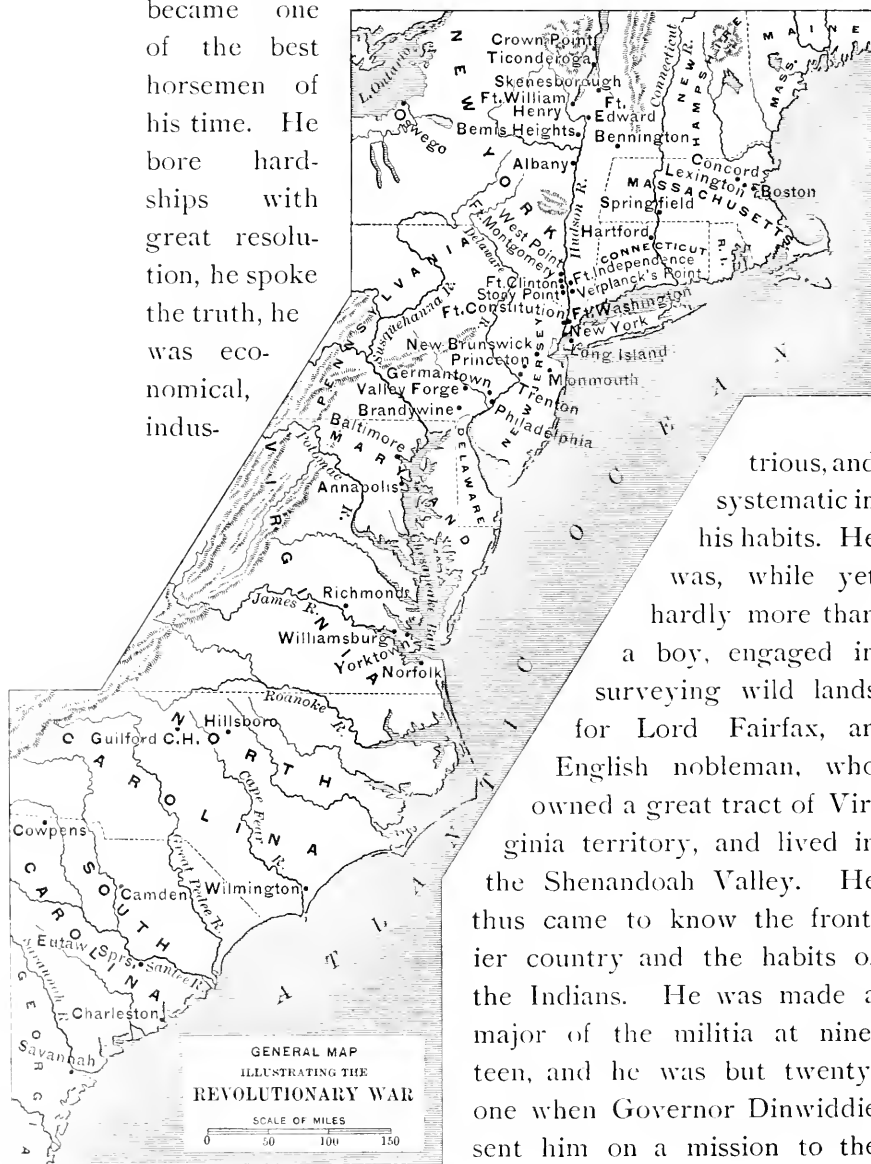 became one
of the best
horsemen of
his time. He
bore hard-
ships with
great resolu-
tion, he spoke
the truth, he
was eco-
nomical,
indus-
trious, and
systematic in
his habits. He
was, while yet
hardly more than
a boy, engaged in
surveying wild lands
for Lord Fairfax, an
English nobleman, who
owned a great tract of Vir
ginia territory, and lived in
the Shenandoah Valley. He
thus came to know the front
ier country and the habits of
the Indians. He was made a
major of the militia at nine
teen, and he was but twenty
one when Governor Dinwiddie
sent him on a mission to the
MAINE
MASS.
NEW HAMPSHIRE
Connecticut R.
Crown Point
Ticonderoga
Skenesborough
Ft. William
Henry
Ft.
Edward
Bemis Heights
Bennington
L. Ontario
Oswego
NEW YORK
Albany
Hudson R.
Concord
Lexington
Boston
MASSACHUSETTS
Springfield
Hartford
CONNECTICUT
R.I.
West Point
Ft. Montgomery
Ft. Independence
Verplanck's Point
Ft. Clinton
Stony Point
Ft. Constitution
Ft. Washington
New York
Long Island
Delaware R.
PENNSYLVANIA
Susquehanna R.
New Brunswick
Princeton
NEW JERSEY
Monmouth
Germantown
Valley Forge
Trenton
Brandywine
Philadelphia
Baltimore
MARYLAND
DELAWARE
Potomac R.
Annapolis
VIRGINIA
Chesapeake Bay
Richmond
James R.
Williamsburg
Yorktown
Norfolk
Roanoke R.
NORTH
CAROLINA
Hillsboro
Guilford C.H.
Cape Fear R.
Cowpens
SOUTH
CAROLINA
Great Pedee R.
Camden
Wilmington
Eutaw Sprs.
Santee R.
Savannah R.
Charleston
GEORGIA
Savannah
ATLANTIC OCEAN
GENERAL MAP
ILLUSTRATING THE
REVOLUTIONARY WAR
SCALE OF MILES
0 50 100 150